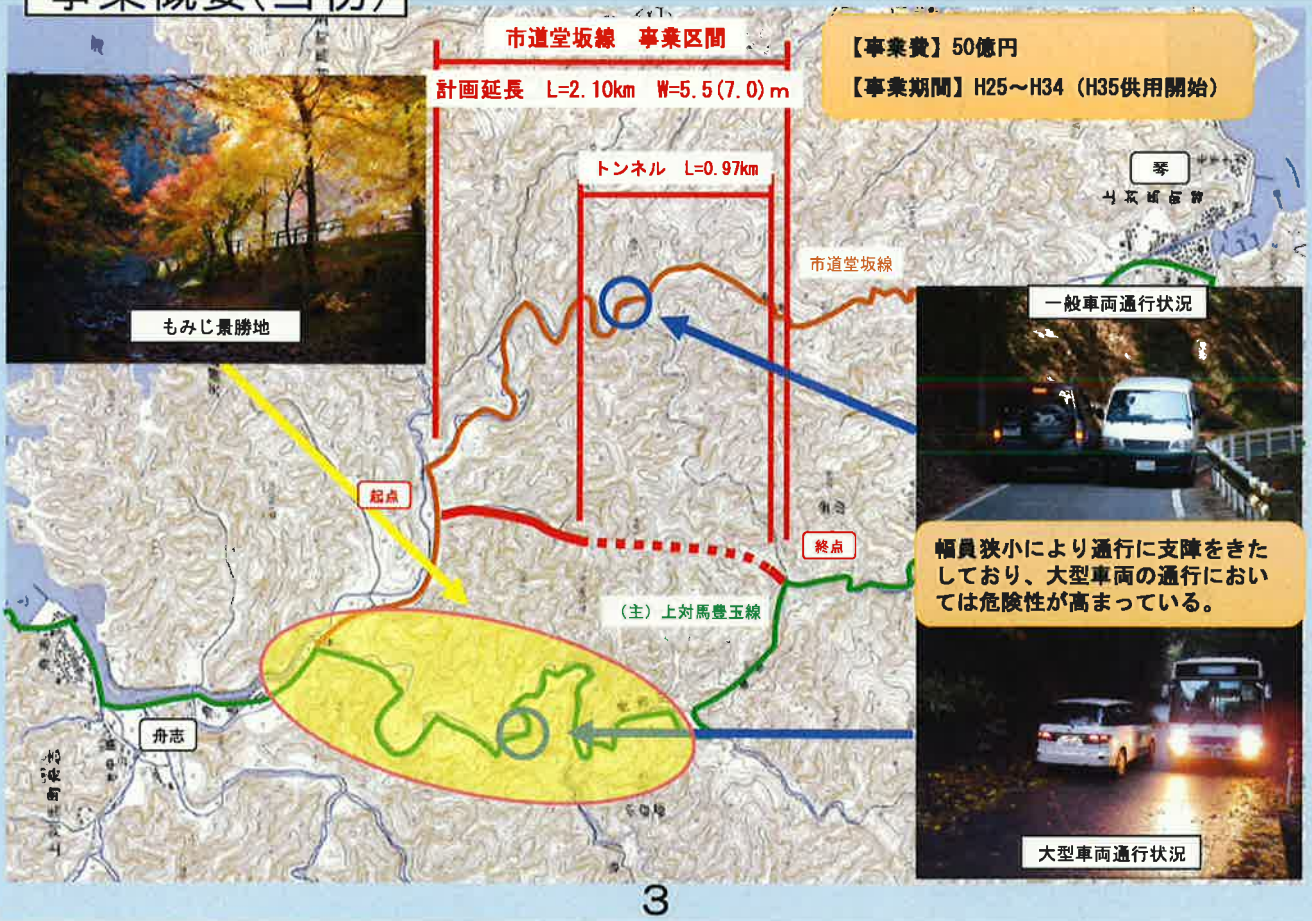 事業概要(当初)
市道堂坂線 事業区間
計画延長 L=2.10km W=5.5(7.0)m
トンネル L=0.97km
【事業費】50億円
【事業期間】H25～H34 (H35供用開始)
琴
市道堂坂線
もみじ景勝地
一般車両通行状況
起点
終点
幅員狭小により通行に支障をきた
しており、大型車両の通行におい
ては危険性が高まっている。
(主)上対馬豊玉線
舟志
大型車両通行状況
3